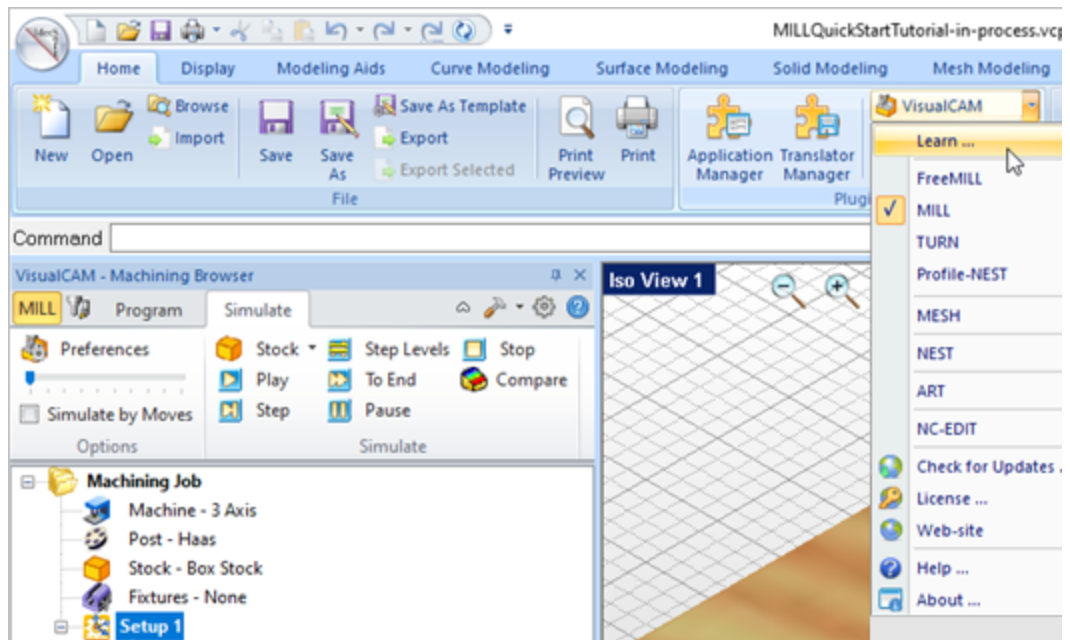 MILLQuickStartTutorial-in-process.vcp
Home Display Modeling Aids Curve Modeling Surface Modeling Solid Modeling Mesh Modeling
New
Open
Browse
Import
Save
Save As
Save As Template
Export
Export Selected
Print Preview
Print
File
Application Manager
Translator Manager
VisualCAM
Learn ...
FreeMILL
MILL
TURN
Profile-NEST
MESH
NEST
ART
NC-EDIT
Check for Updates .
License ...
Web-site
Help ...
About ...
Command
VisualCAM - Machining Browser
MILL Program Simulate
Preferences
Simulate by Moves
Options
Stock Step Levels Stop
Play To End Compare
Step Pause
Simulate
Machining Job
Machine - 3 Axis
Post - Haas
Stock - Box Stock
Fixtures - None
Setup 1
Iso View 1